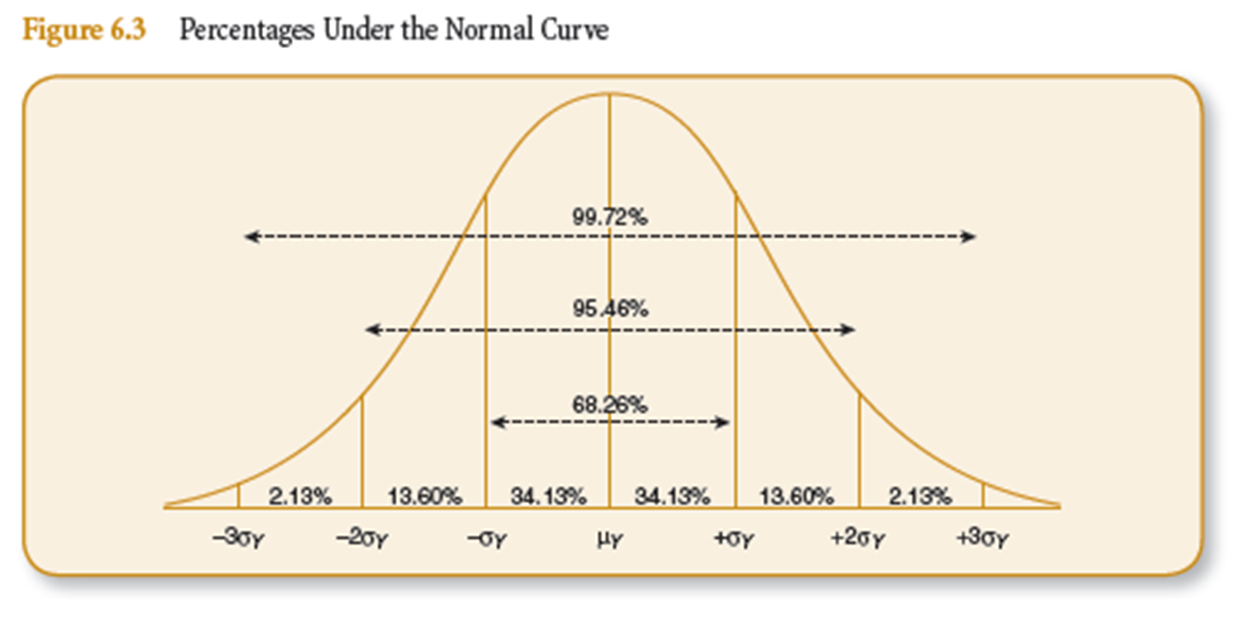 Figure 6.3 Percentages Under the Normal Curve
99.72%
95.46%
68.26%
2.13% 13.60% 34.13% 34.13% 13.60% 2.13%
–3σY –2σY –σY μY +σY +2σY +3σY